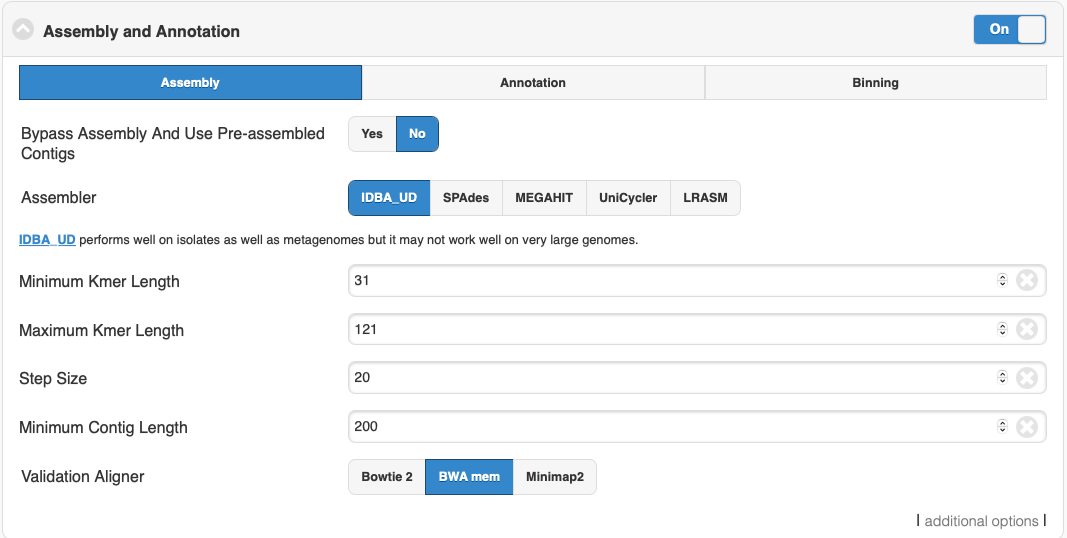 Assembly and Annotation
On
Assembly Annotation Binning
Bypass Assembly And Use Pre-assembled
Contigs
Yes No
Assembler
IDBA_UD SPAdes MEGAHIT UniCycler LRASM
IDBA_UD performs well on isolates as well as metagenomes but it may not work well on very large genomes.
Minimum Kmer Length 31
Maximum Kmer Length 121
Step Size 20
Minimum Contig Length 200
Validation Aligner Bowtie 2 BWA mem Minimap2
| additional options |